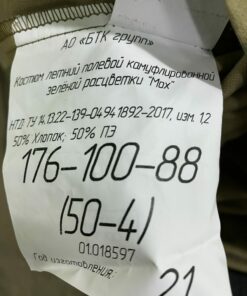 АО «БТК групп»
Костюм летний полевой камуфлированной
зеленой расцветки "Мох"
НТД ТУ 14.13.22-139-04941892-2017, изм. 1,2
50% Хлопок, 50% ПЭ
176-100-88
(50-4)
01.018597
Год изготовления:
21